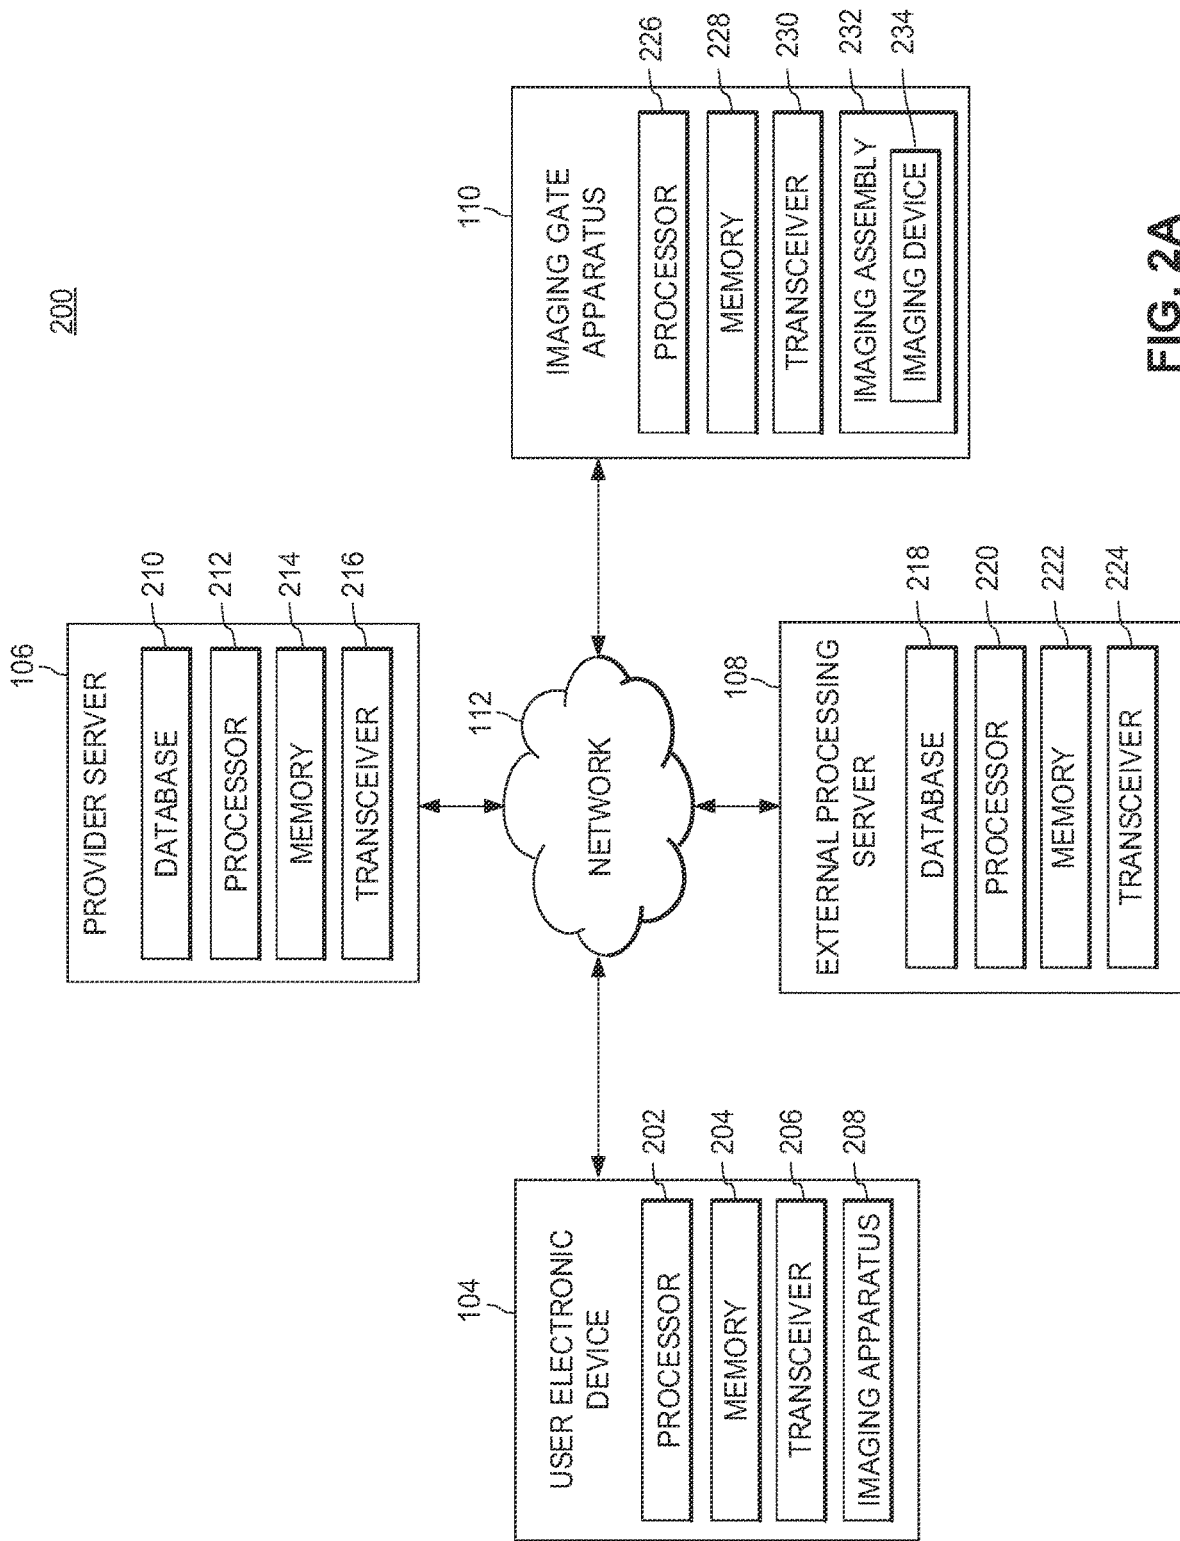 200
106
PROVIDER SERVER
DATABASE
210
PROCESSOR
212
MEMORY
214
TRANSCEIVER
216
104
USER ELECTRONIC
DEVICE
PROCESSOR
202
MEMORY
204
TRANSCEIVER
206
IMAGING APPARATUS
208
112
NETWORK
110
IMAGING GATE
APPARATUS
PROCESSOR
226
MEMORY
228
TRANSCEIVER
230
IMAGING ASSEMBLY
232
IMAGING DEVICE
234
108
EXTERNAL PROCESSING
SERVER
DATABASE
218
PROCESSOR
220
MEMORY
222
TRANSCEIVER
224
FIG. 2A